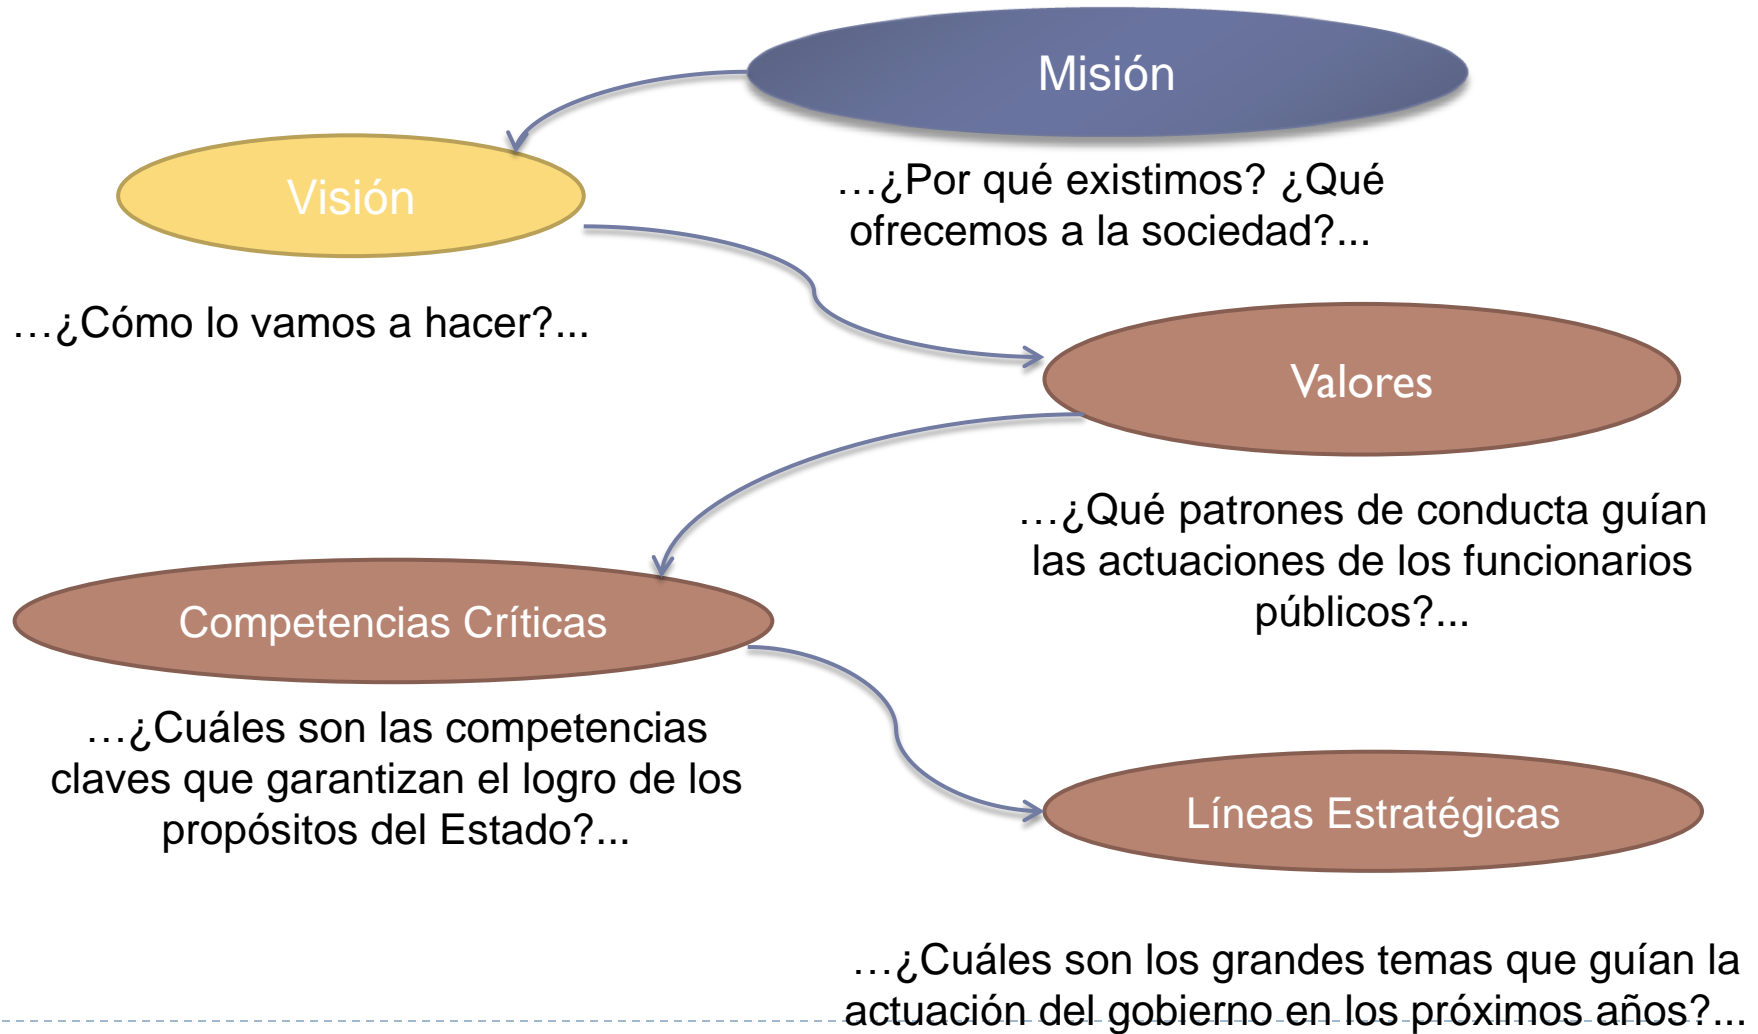 Misión
…¿Por qué existimos? ¿Qué
ofrecemos a la sociedad?...
Visión
…¿Cómo lo vamos a hacer?...
Valores
…¿Qué patrones de conducta guían
las actuaciones de los funcionarios
públicos?...
Competencias Críticas
…¿Cuáles son las competencias
claves que garantizan el logro de los
propósitos del Estado?...
Líneas Estratégicas
…¿Cuáles son los grandes temas que guían la
actuación del gobierno en los próximos años?...